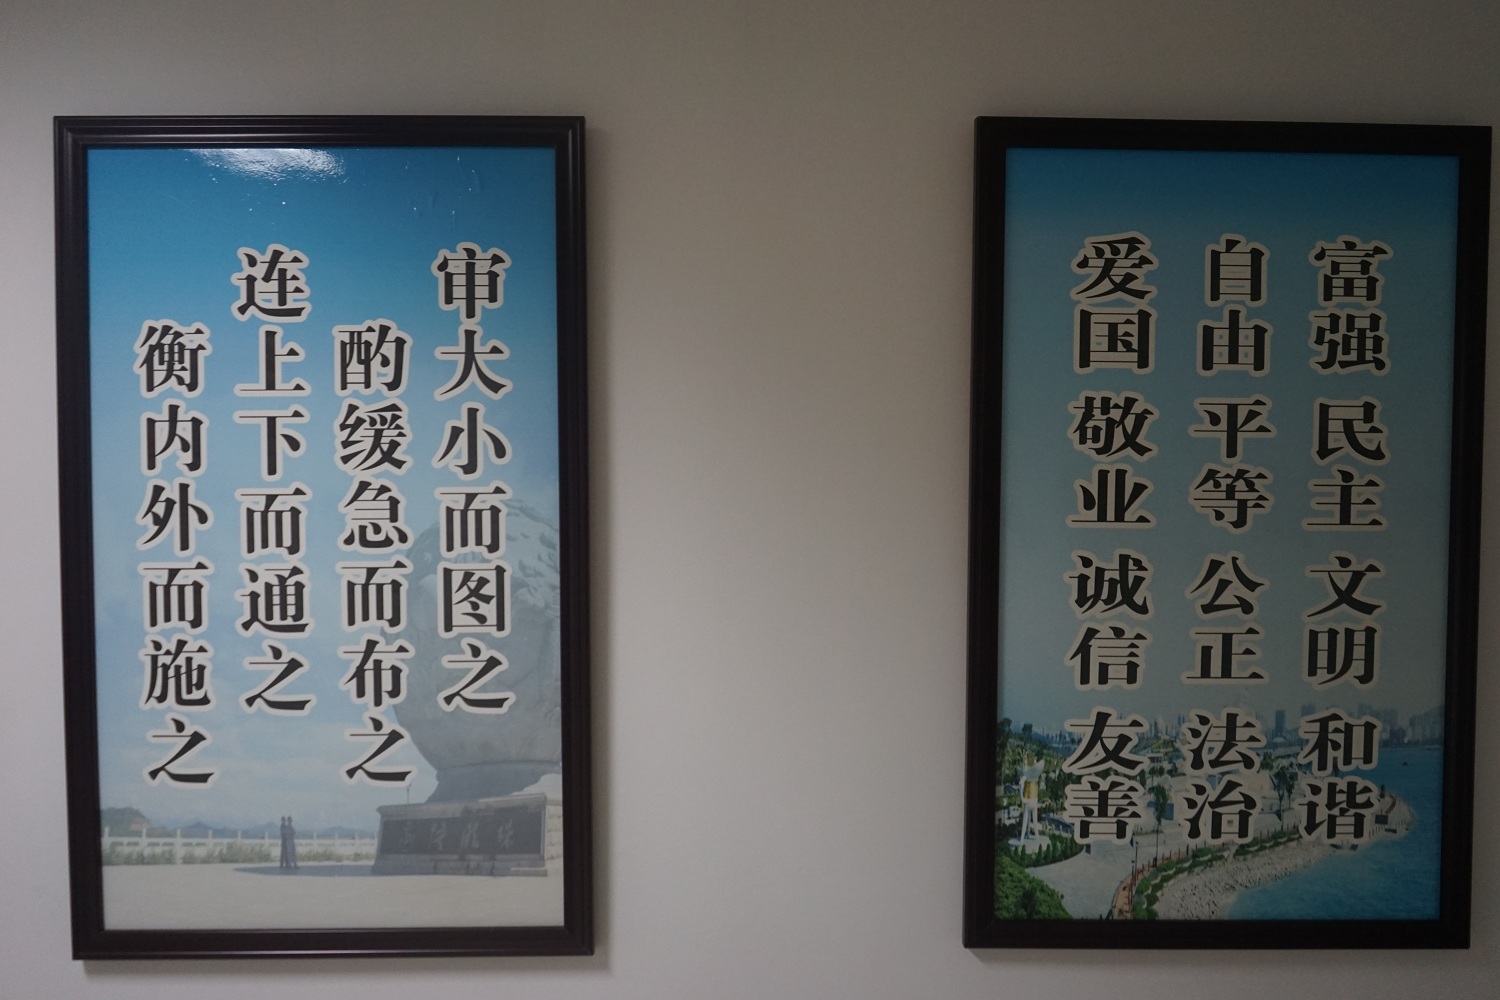 审大小而图之
酌缓急而布之
连上下而通之
衡内外而施之
富强 民主 文明 和谐
自由 平等 公正 法治
爱国 敬业 诚信 友善